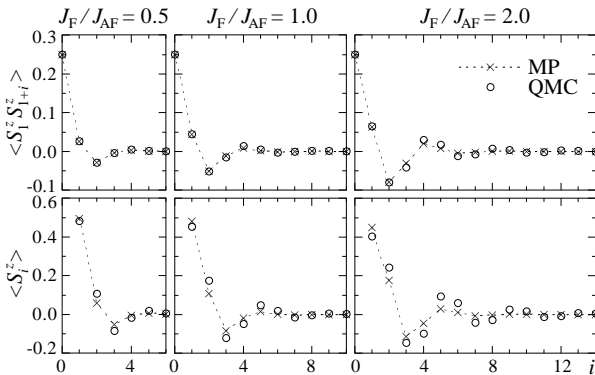 J_F / J_AF = 0.5 J_F / J_AF = 1.0 J_F / J_AF = 2.0
0.3
0.2
0.1
0.0
-0.1
<S_1^z S_{1+i}^z>
MP
QMC
0.6
0.4
0.2
0.0
-0.2
<S_i^z>
0 4 0 4 8 0 4 8 12 i